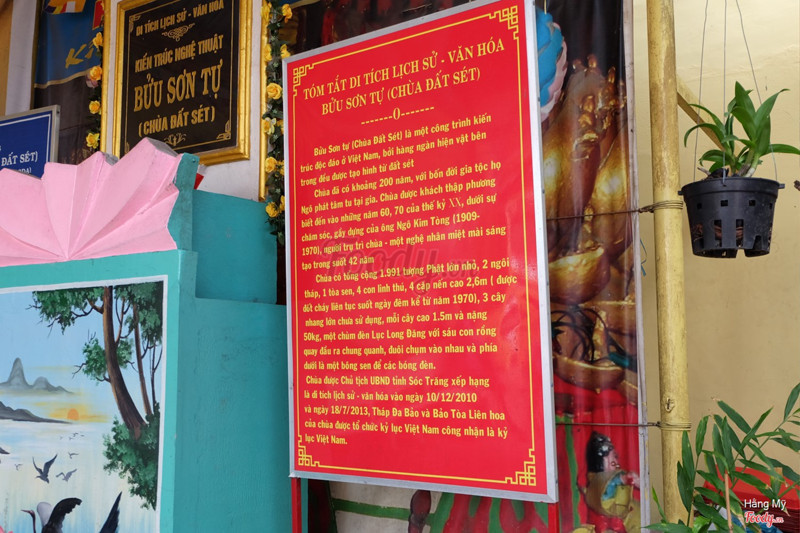 DI TÍCH LỊCH SỬ - VĂN HÓA
KIẾN TRÚC NGHỆ THUẬT
BỬU SƠN TỰ
(CHÙA ĐẤT SÉT)
ĐẤT SÉT)
TÓM TẮT DI TÍCH LỊCH SỬ - VĂN HÓA
BỬU SƠN TỰ (CHÙA ĐẤT SÉT)
-------O-------
Bửu Sơn tự (Chùa Đất Sét) là một công trình kiến
trúc độc đáo ở Việt Nam, bởi hàng ngàn hiện vật bên
trong đều được tạo hình từ đất sét
Chùa đã có khoảng 200 năm, với bốn đời gia tộc họ
Ngô phát tâm tu tại gia. Chùa được khách thập phương
biết đến vào những năm 60, 70 của thế kỷ XX, dưới sự
chăm sóc, gầy dựng của ông Ngô Kim Tòng (1909-
1970), người trụ trì chùa - một nghệ nhân miệt mài sáng
tạo trong suốt 42 năm
Chùa có tổng cộng 1.991 tượng Phật lớn nhỏ, 2 ngôi
tháp, 1 tòa sen, 4 con linh thú, 4 cặp nến cao 2,6m ( được
đốt cháy liên tục suốt ngày đêm kể từ năm 1970), 3 cây
nhang lớn chưa sử dụng, mỗi cây cao 1.5m và nặng
50kg, một chùm đèn Lục Long Đăng với sáu con rồng
quay đầu ra chung quanh, đuôi chụm vào nhau và phía
dưới là một bông sen để các bóng đèn.
Chùa được Chủ tịch UBND tỉnh Sóc Trăng xếp hạng
là di tích lịch sử - văn hóa vào ngày 10/12/2010
và ngày 18/7/2013, Tháp Đa Bảo và Bảo Tòa Liên hoa
của chùa được tổ chức kỷ lục Việt Nam công nhận là kỷ
lục Việt Nam.
Foody.vn
Hằng Mỹ
Foody.vn